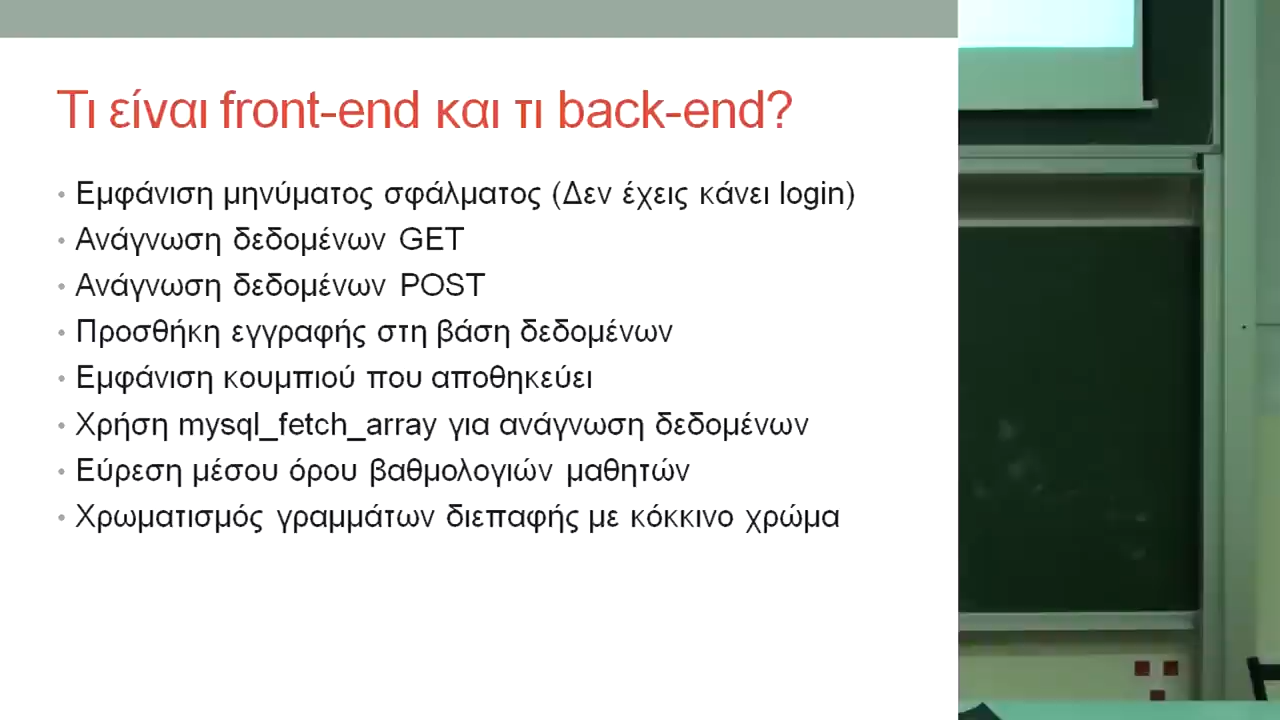 Τι είναι front-end και τι back-end?
• Εμφάνιση μηνύματος σφάλματος (Δεν έχεις κάνει login)
• Ανάγνωση δεδομένων GET
• Ανάγνωση δεδομένων POST
• Προσθήκη εγγραφής στη βάση δεδομένων
• Εμφάνιση κουμπιού που αποθηκεύει
• Χρήση mysql_fetch_array για ανάγνωση δεδομένων
• Εύρεση μέσου όρου βαθμολογιών μαθητών
• Χρωματισμός γραμμάτων διεπαφής με κόκκινο χρώμα